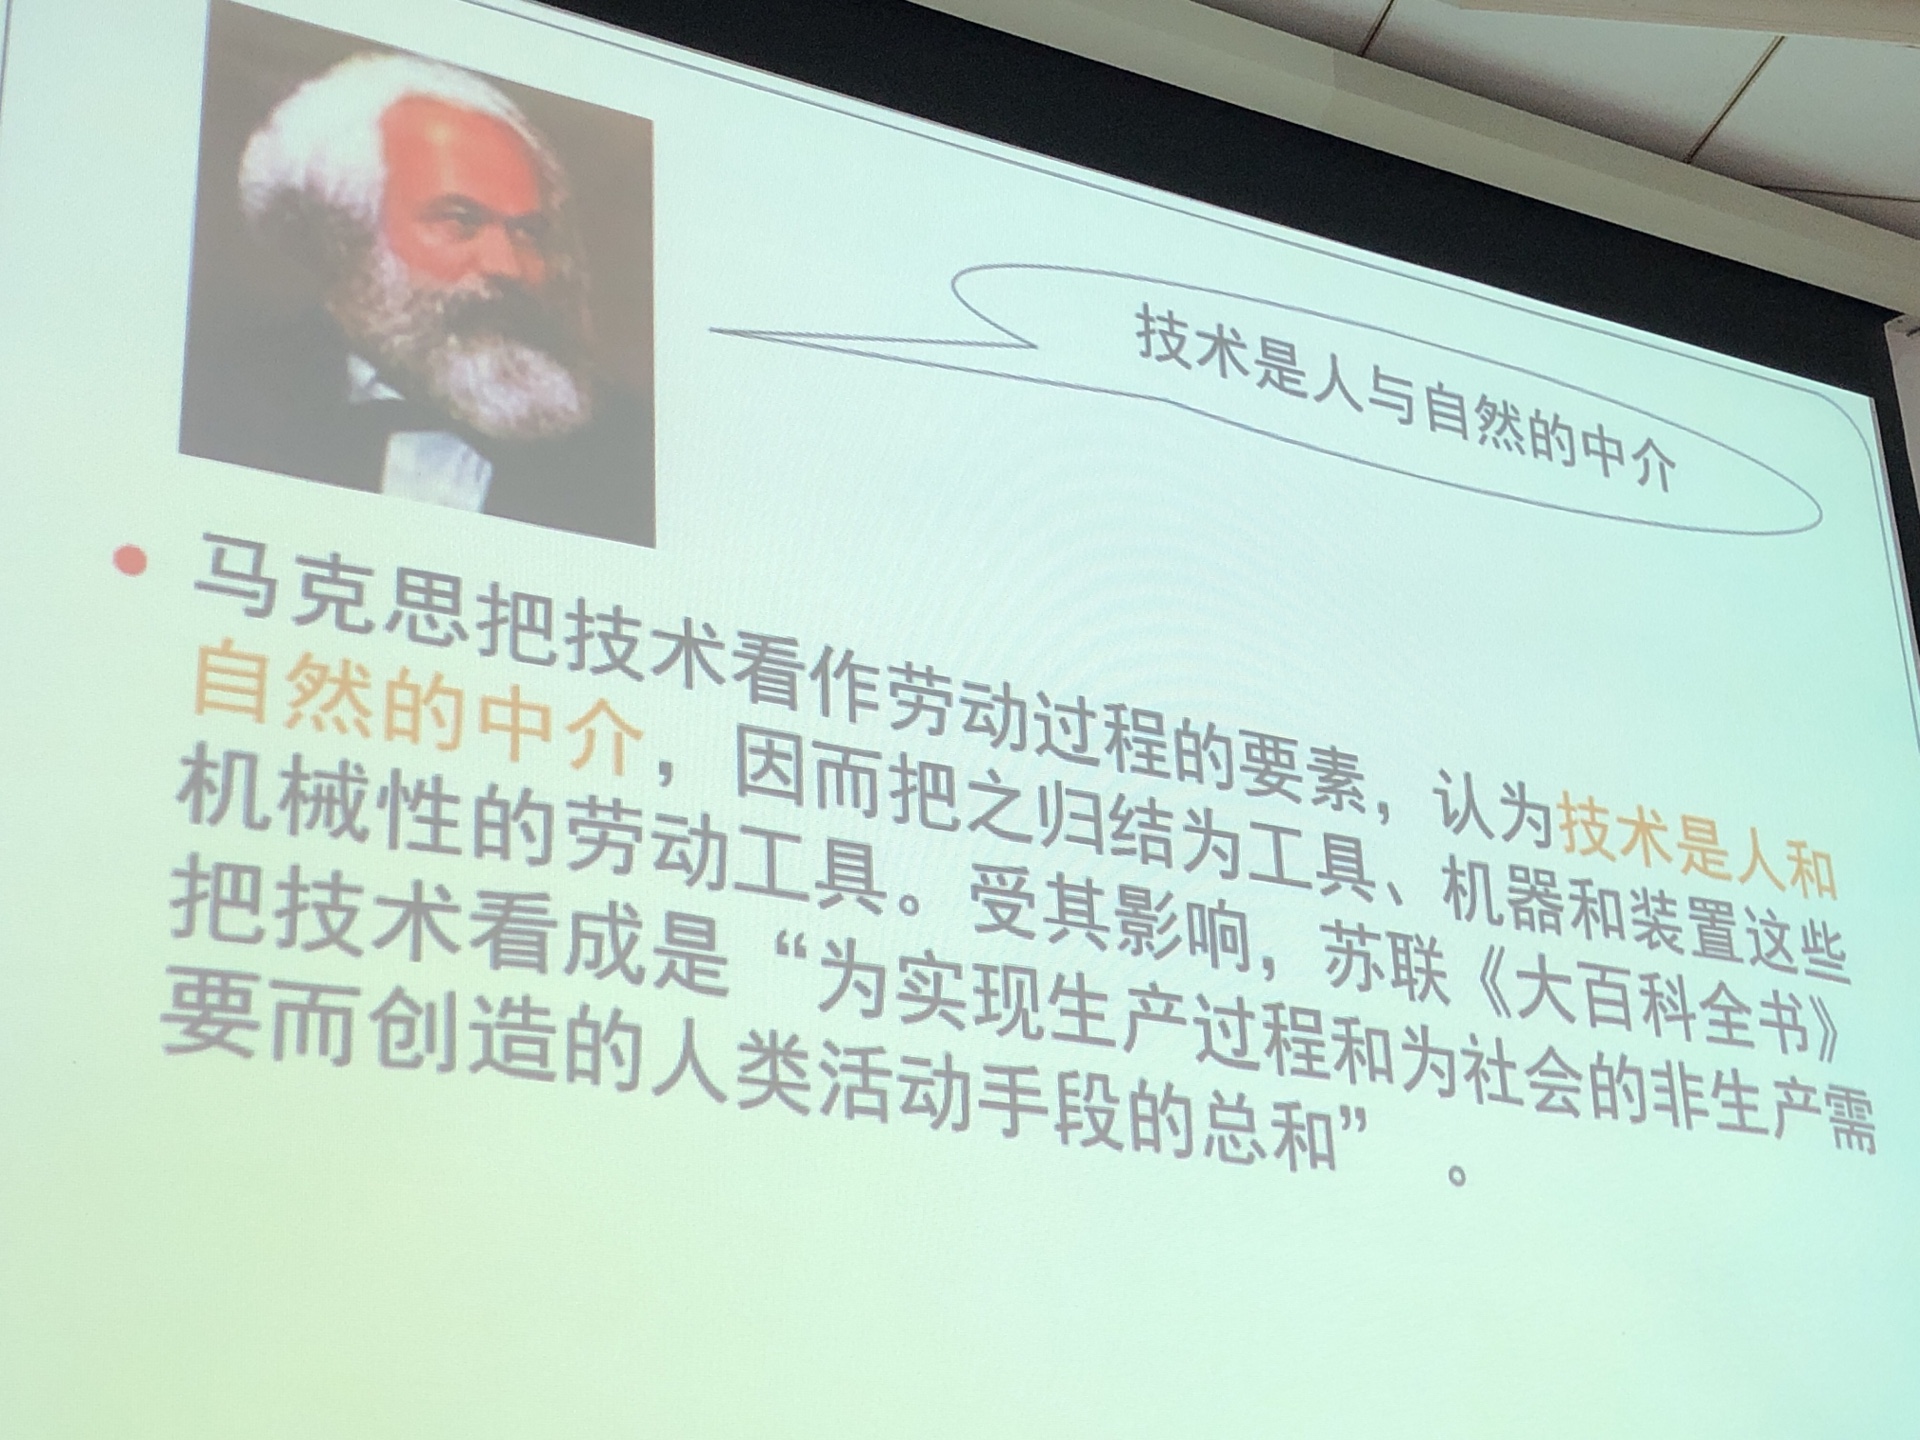 技术是人与自然的中介
马克思把技术看作劳动过程的要素，认为技术是人和
自然的中介，因而把之归结为工具、机器和装置这些
机械性的劳动工具。受其影响，苏联《大百科全书》
把技术看成是“为实现生产过程和为社会的非生产需
要而创造的人类活动手段的总和” 。